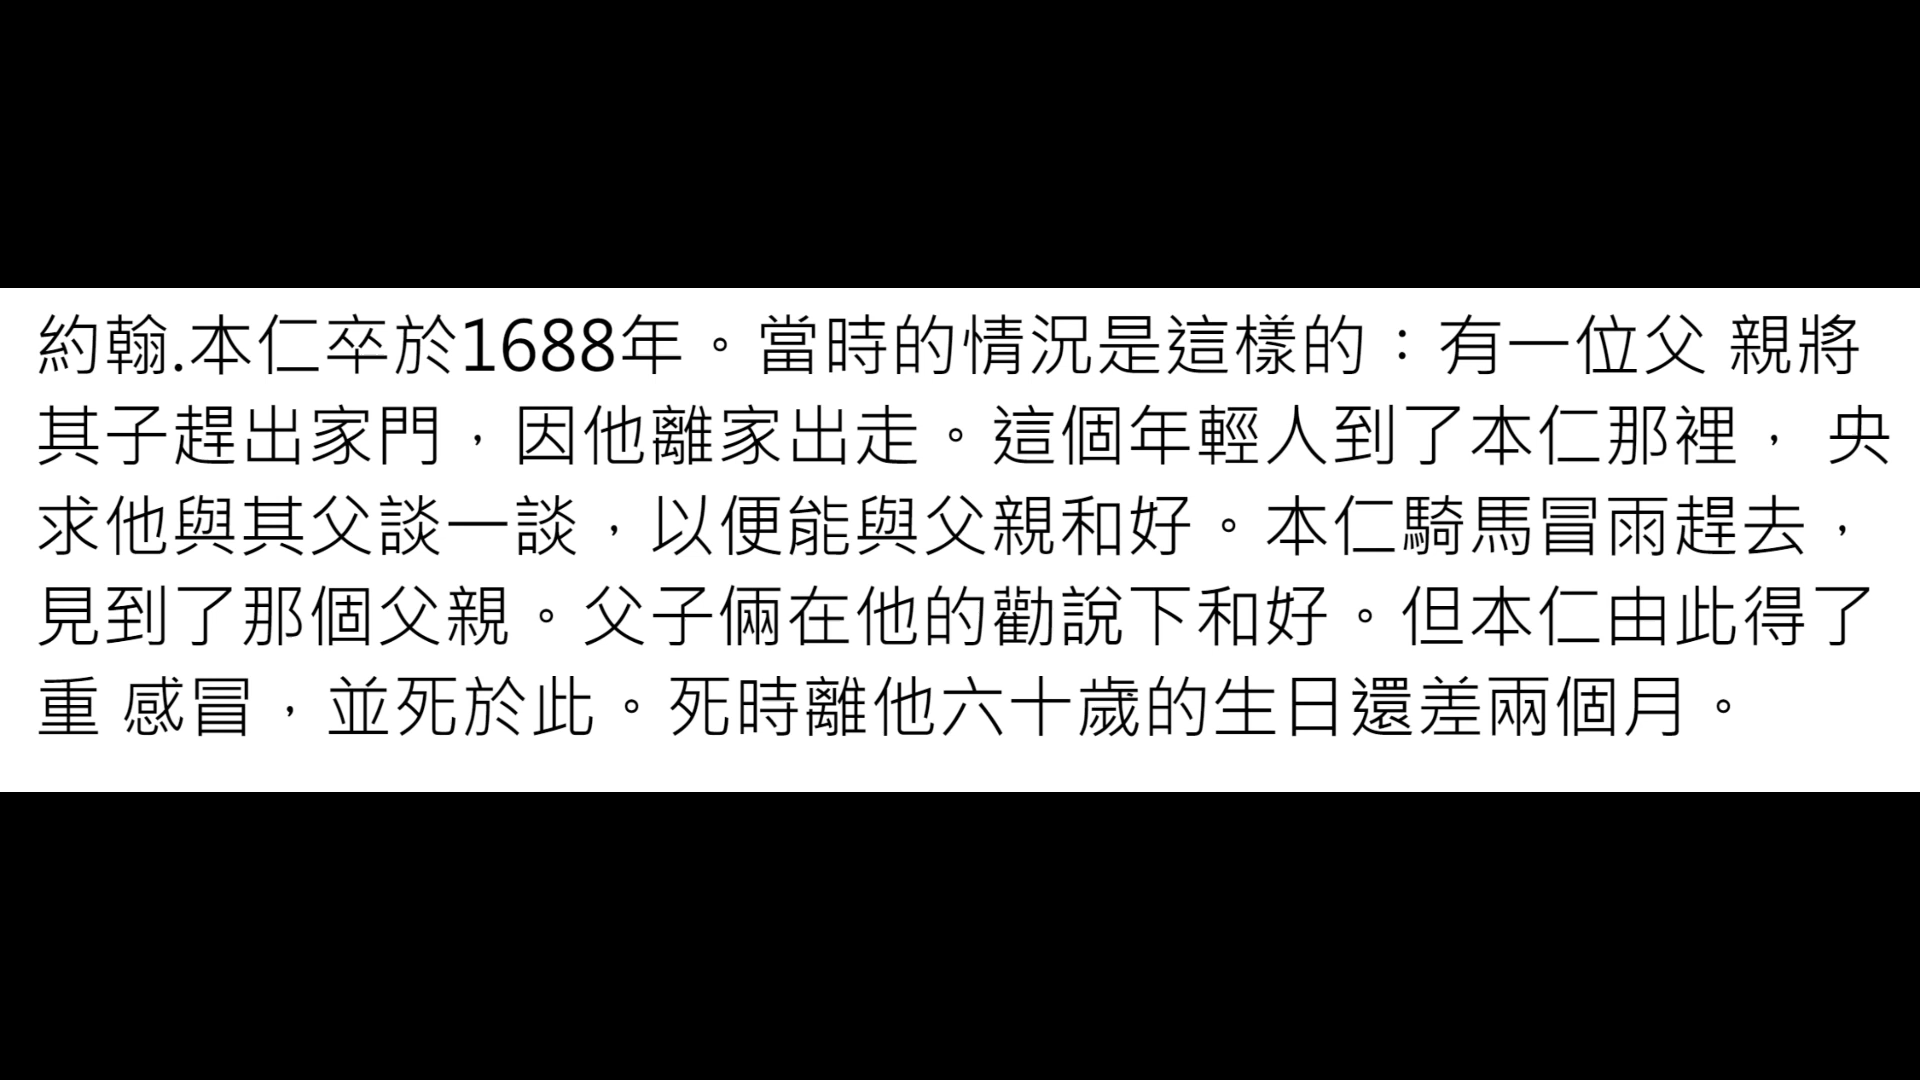 約翰.本仁卒於1688年。當時的情況是這樣的：有一位父 親將
其子趕出家門，因他離家出走。這個年輕人到了本仁那裡， 央
求他與其父談一談，以便能與父親和好。本仁騎馬冒雨趕去，
見到了那個父親。父子倆在他的勸說下和好。但本仁由此得了
重 感冒，並死於此。死時離他六十歲的生日還差兩個月。